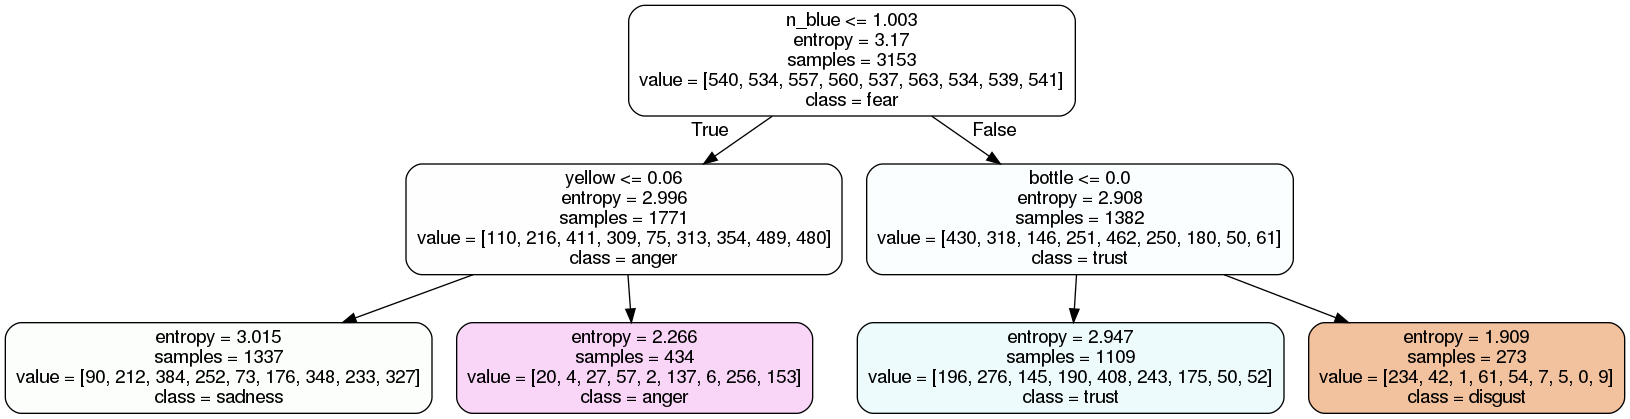 n_blue <= 1.003
entropy = 3.17
samples = 3153
value = [540, 534, 557, 560, 537, 563, 534, 539, 541]
class = fear
True
False
yellow <= 0.06
entropy = 2.996
samples = 1771
value = [110, 216, 411, 309, 75, 313, 354, 489, 480]
class = anger
bottle <= 0.0
entropy = 2.908
samples = 1382
value = [430, 318, 146, 251, 462, 250, 180, 50, 61]
class = trust
entropy = 3.015
samples = 1337
value = [90, 212, 384, 252, 73, 176, 348, 233, 327]
class = sadness
entropy = 2.266
samples = 434
value = [20, 4, 27, 57, 2, 137, 6, 256, 153]
class = anger
entropy = 2.947
samples = 1109
value = [196, 276, 145, 190, 408, 243, 175, 50, 52]
class = trust
entropy = 1.909
samples = 273
value = [234, 42, 1, 61, 54, 7, 5, 0, 9]
class = disgust